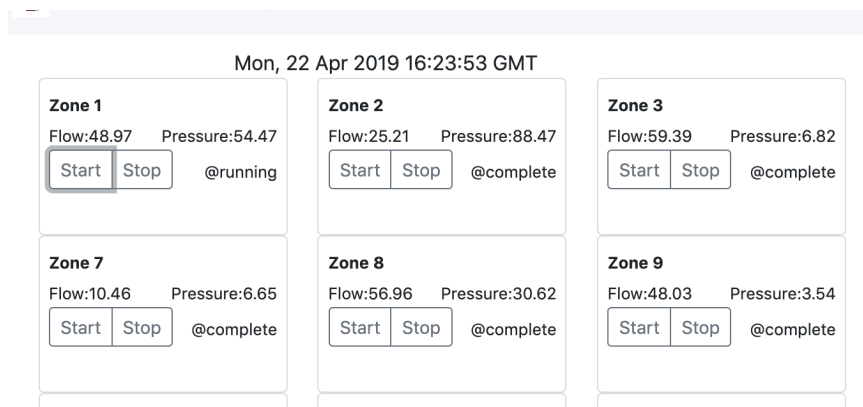 Mon, 22 Apr 2019 16:23:53 GMT
Zone 1
Flow:48.97 Pressure:54.47
Start Stop @running
Zone 2
Flow:25.21 Pressure:88.47
Start Stop @complete
Zone 3
Flow:59.39 Pressure:6.82
Start Stop @complete
Zone 7
Flow:10.46 Pressure:6.65
Start Stop @complete
Zone 8
Flow:56.96 Pressure:30.62
Start Stop @complete
Zone 9
Flow:48.03 Pressure:3.54
Start Stop @complete